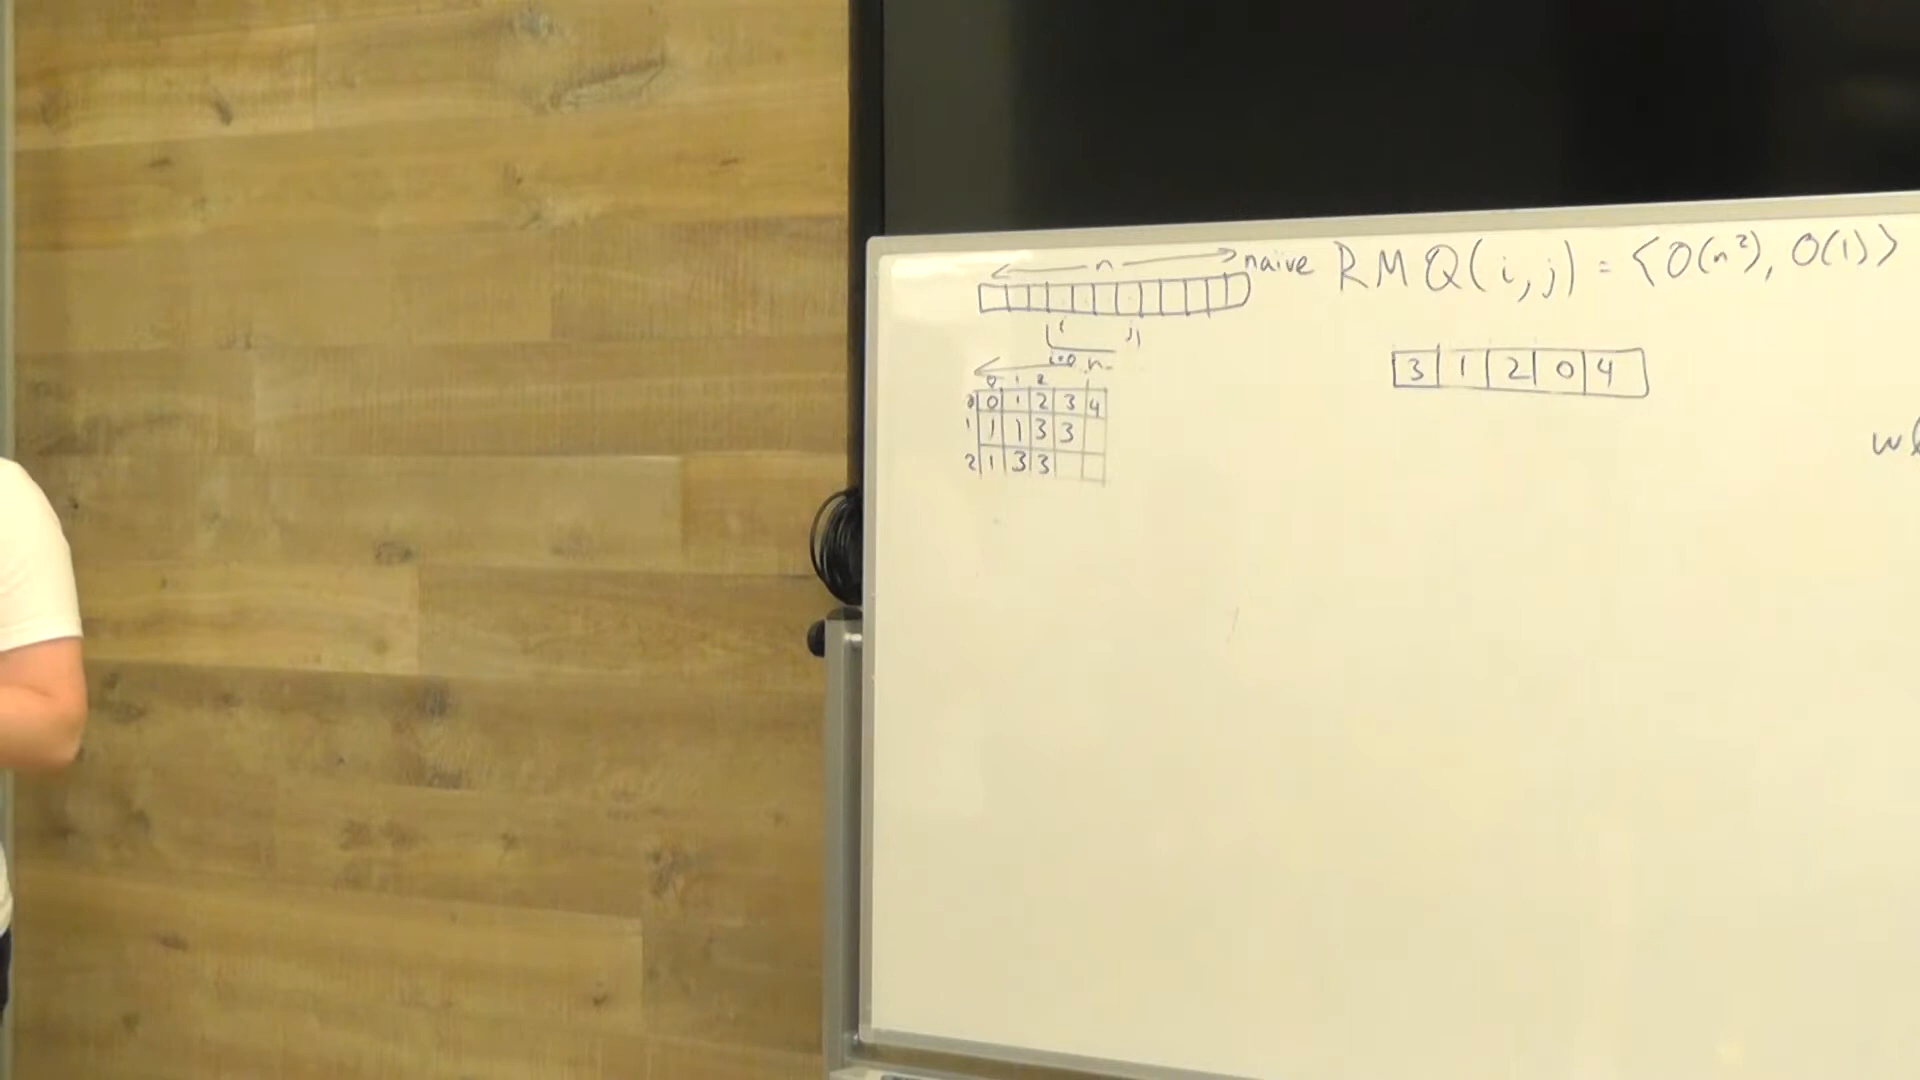 n
naive RMQ(i,j) = <O(n²), O(1)>
i j
3 1 2 0 4
i=0 n
0 1 2
0 0 1 2 3 4
1 1 1 3 3
2 1 3 3